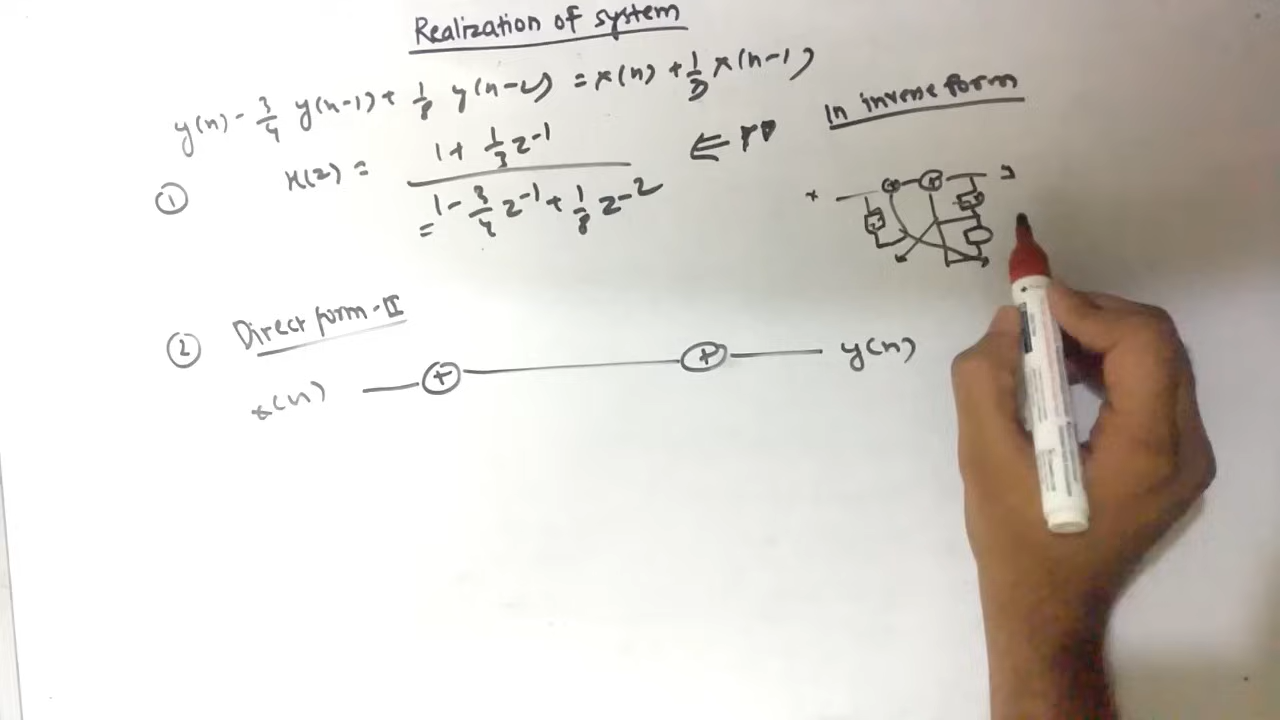 Realization of system
y(n) - 3/4 y(n-1) + 1/8 y(n-2) = x(n) + 1/3 x(n-1)
① H(z) = 1 + 1/3 z⁻¹
= 1 - 3/4 z⁻¹ + 1/8 z⁻²
In inverse form
x + + y
② Direct form-II
x(n) + + y(n)